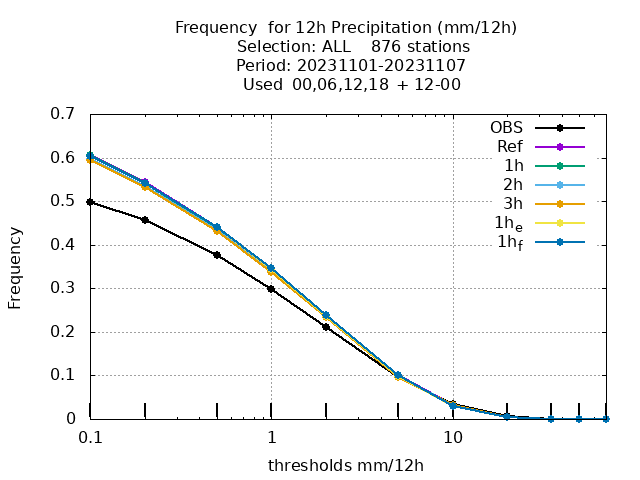 Frequency  for 12h Precipitation (mm/12h)
Selection: ALL    876 stations
Period: 20231101-20231107
Used  00,06,12,18  + 12-00
0.7
0.6
0.5
0.4
0.3
0.2
0.1
0
Frequency
OBS
Ref
1h
2h
3h
1he
1hf
0.1
1
10
thresholds mm/12h